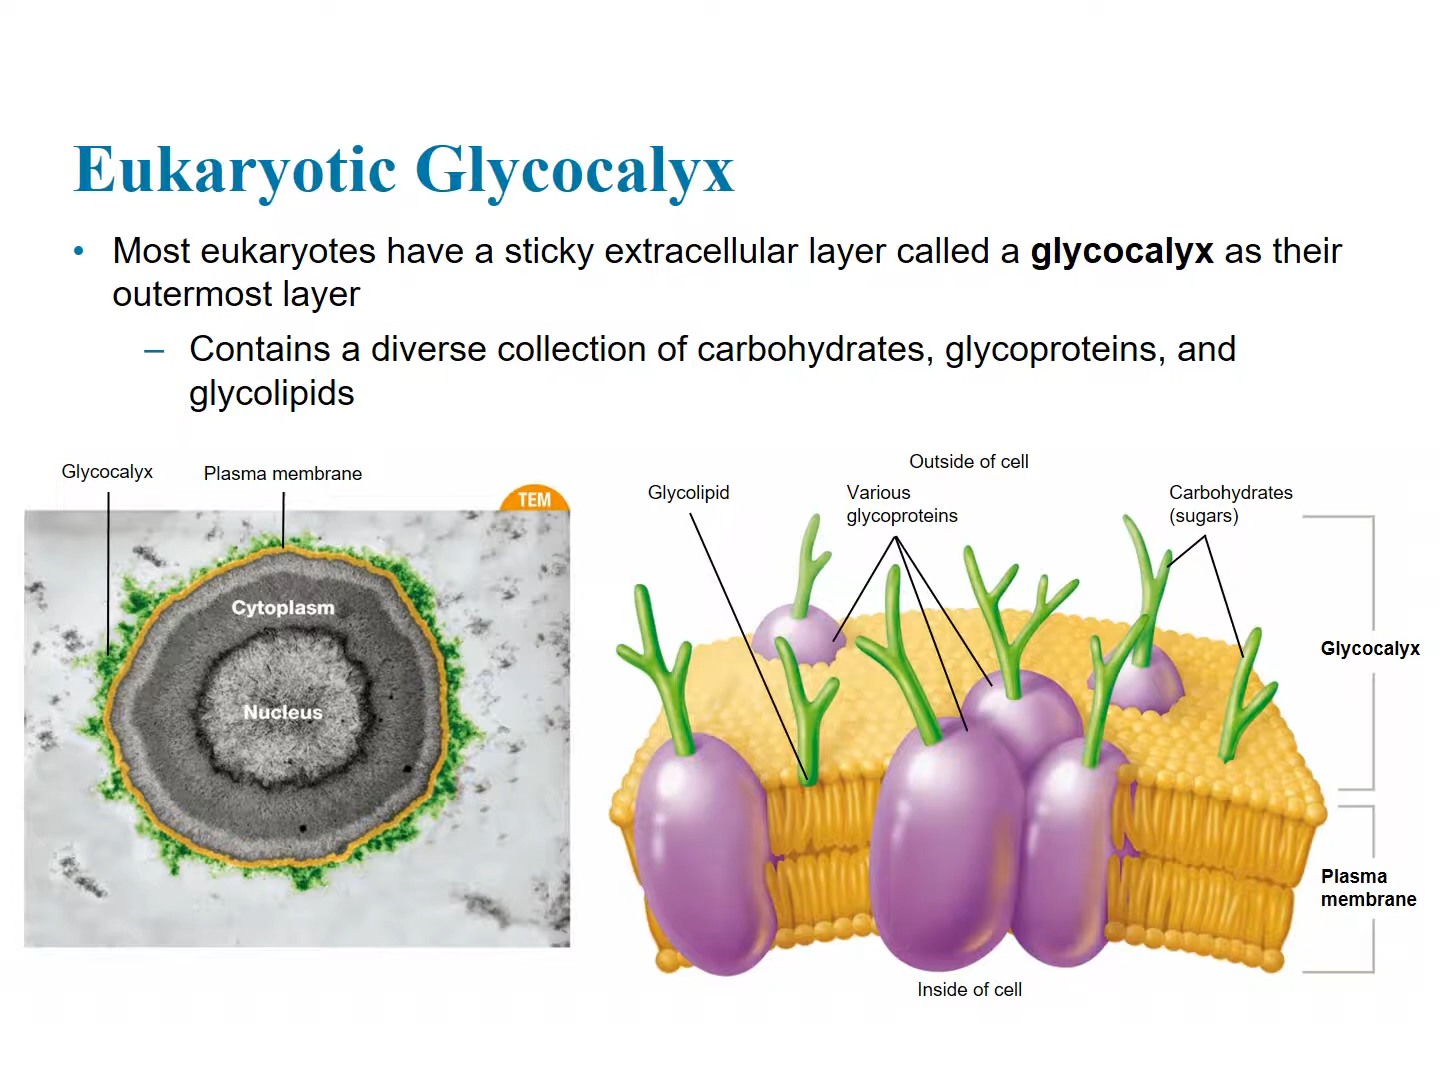 Eukaryotic Glycocalyx
• Most eukaryotes have a sticky extracellular layer called a glycocalyx as their
outermost layer
– Contains a diverse collection of carbohydrates, glycoproteins, and
glycolipids
Glycocalyx
Plasma membrane
TEM
Cytoplasm
Nucleus
Outside of cell
Glycolipid
Various
glycoproteins
Carbohydrates
(sugars)
Glycocalyx
Plasma
membrane
Inside of cell